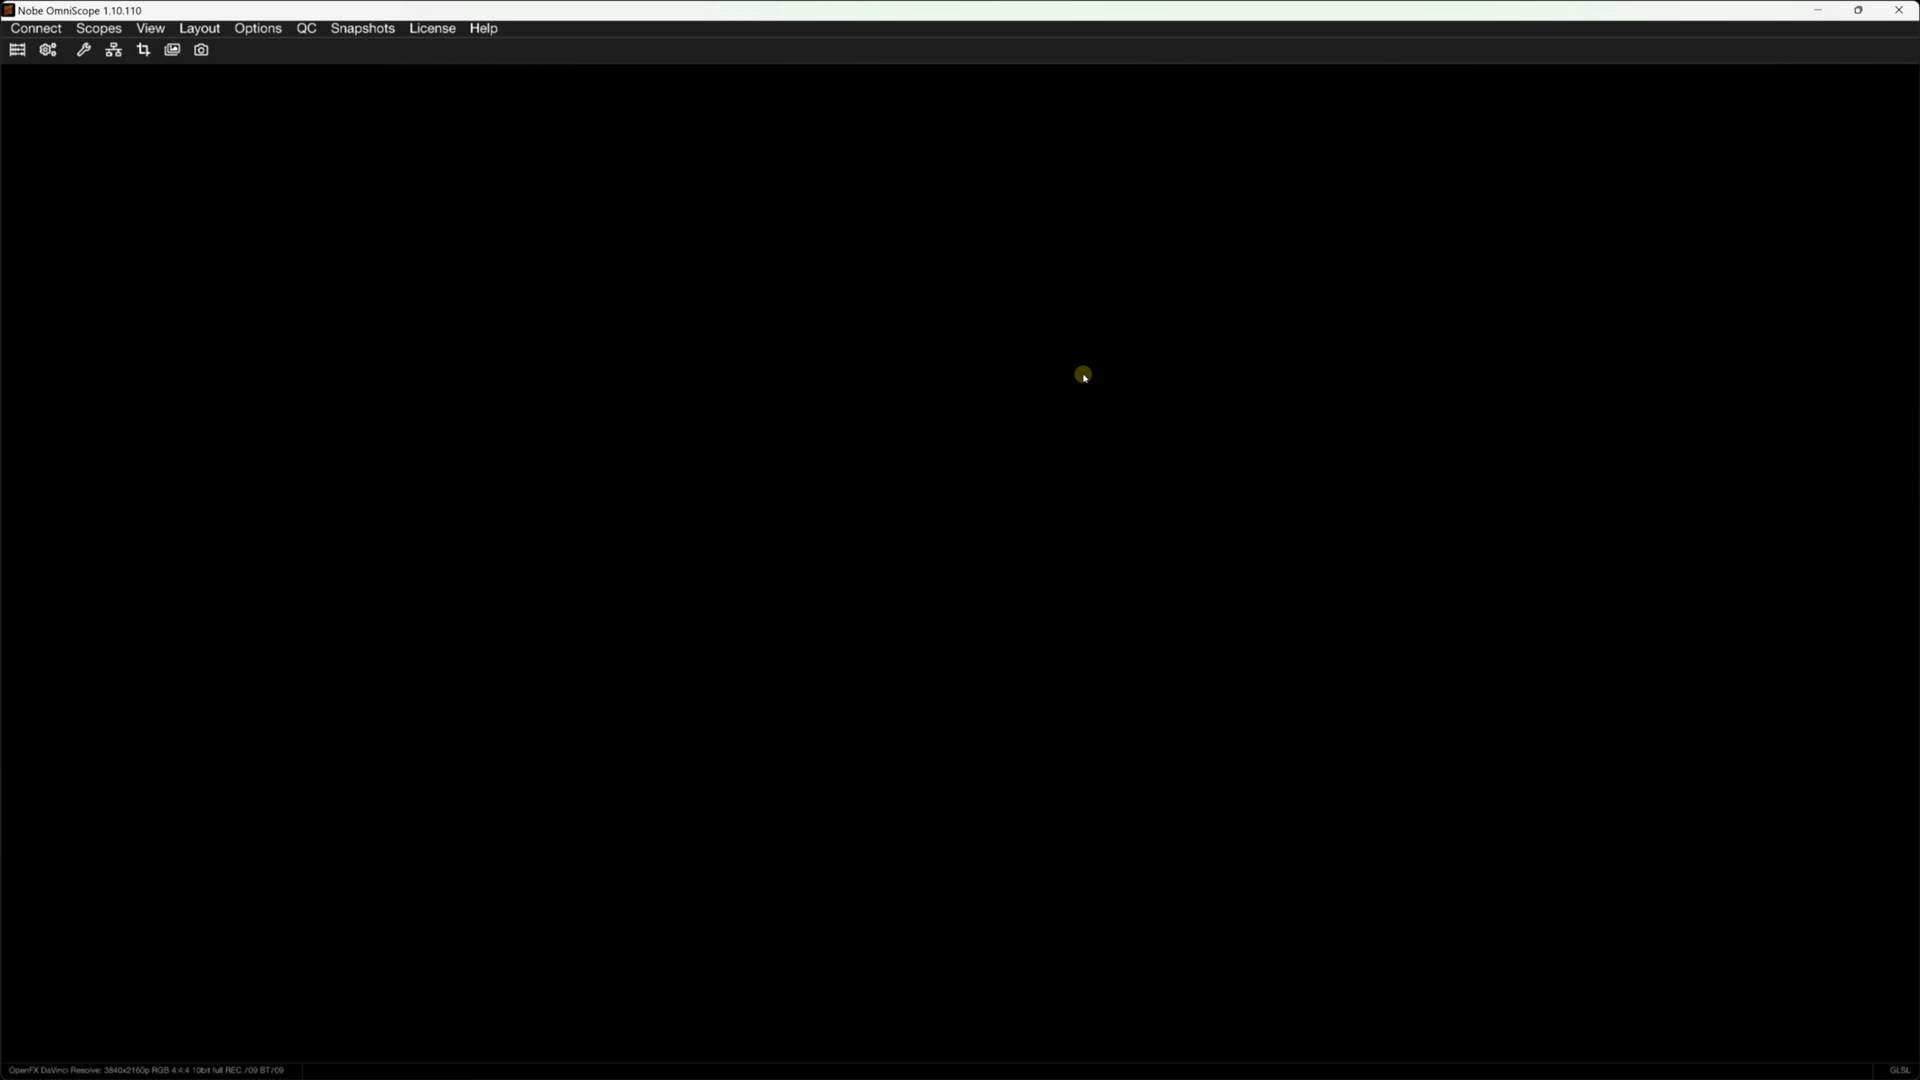 Nobe OmniScope 1.10.110
Connect Scopes View Layout Options QC Snapshots License Help
OpenFX DaVinci Resolve: 3840x2160p RGB 4:4:4 10bit full REC.709 BT709
GLSL